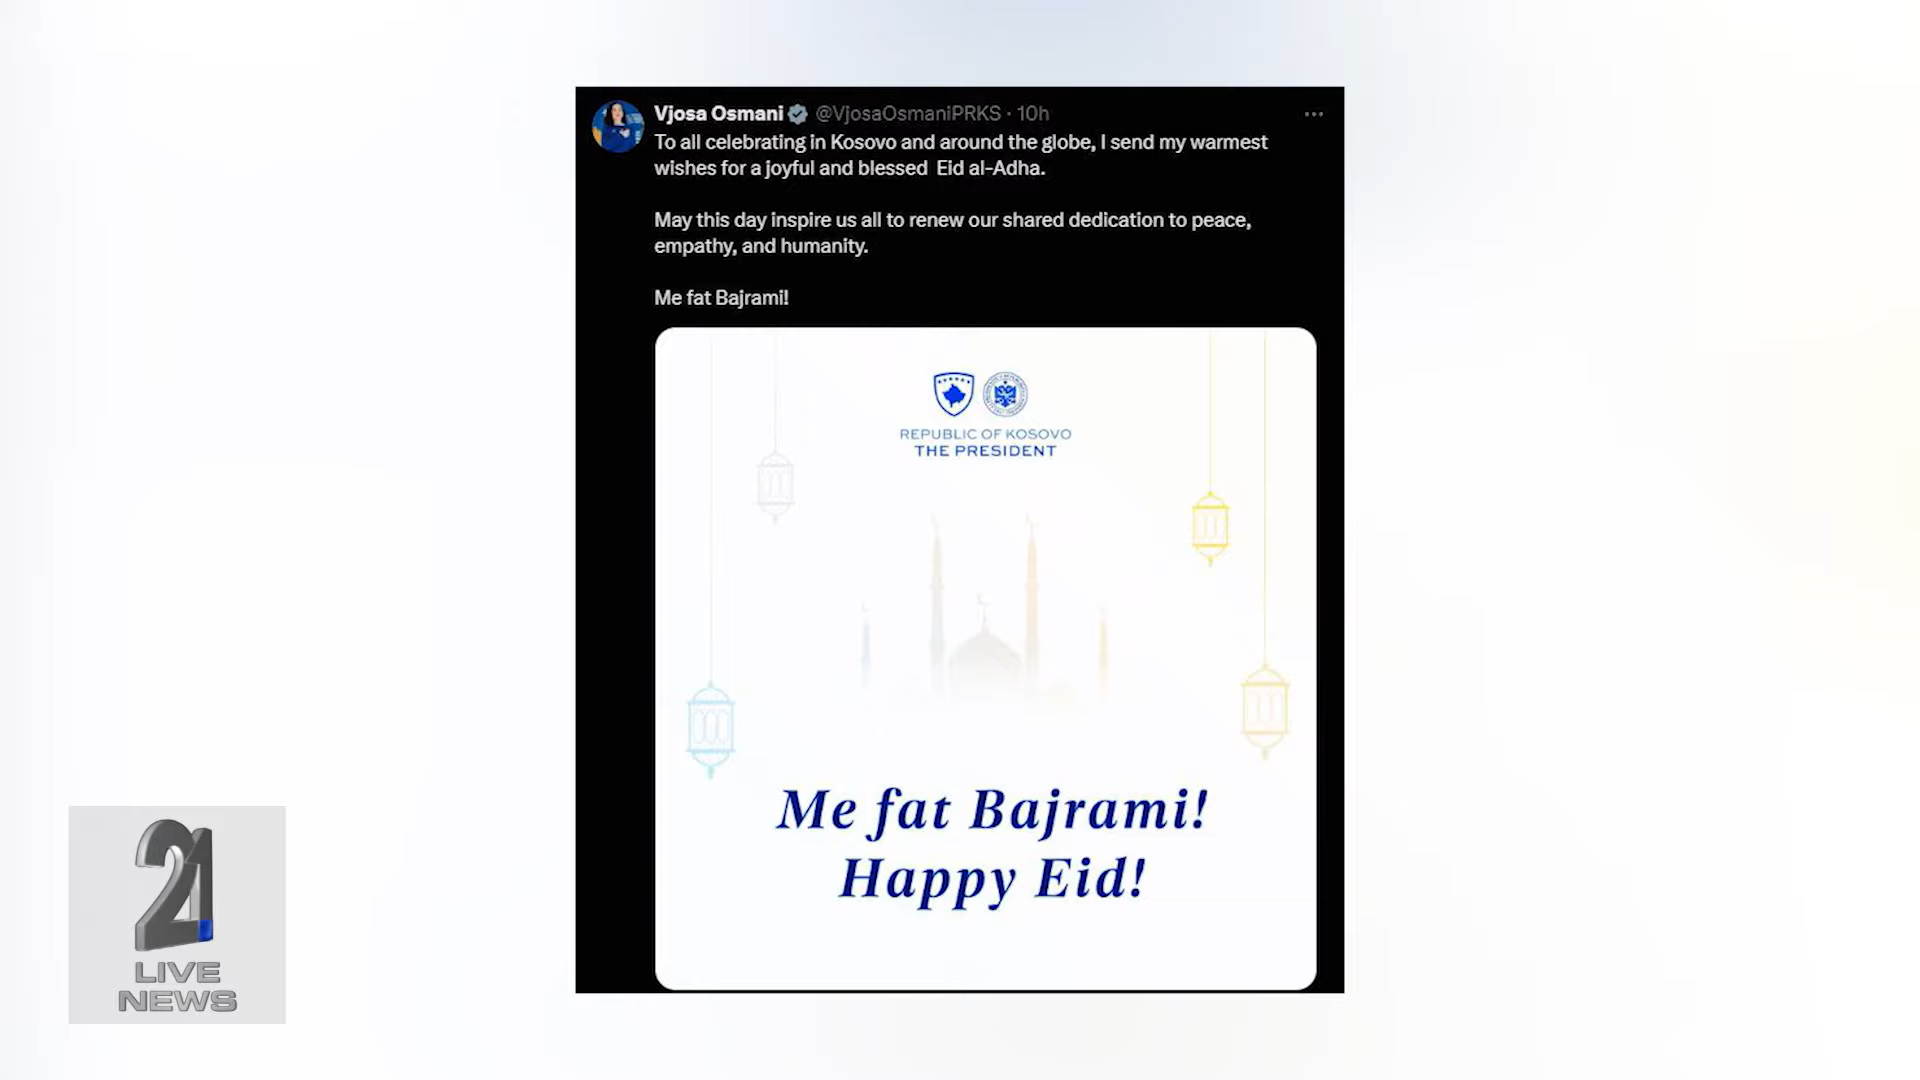 Vjosa Osmani @VjosaOsmaniPRKS · 10h
To all celebrating in Kosovo and around the globe, I send my warmest
wishes for a joyful and blessed Eid al-Adha.
May this day inspire us all to renew our shared dedication to peace,
empathy, and humanity.
Me fat Bajrami!
REPUBLIC OF KOSOVO
THE PRESIDENT
Me fat Bajrami!
Happy Eid!
21
LIVE
NEWS